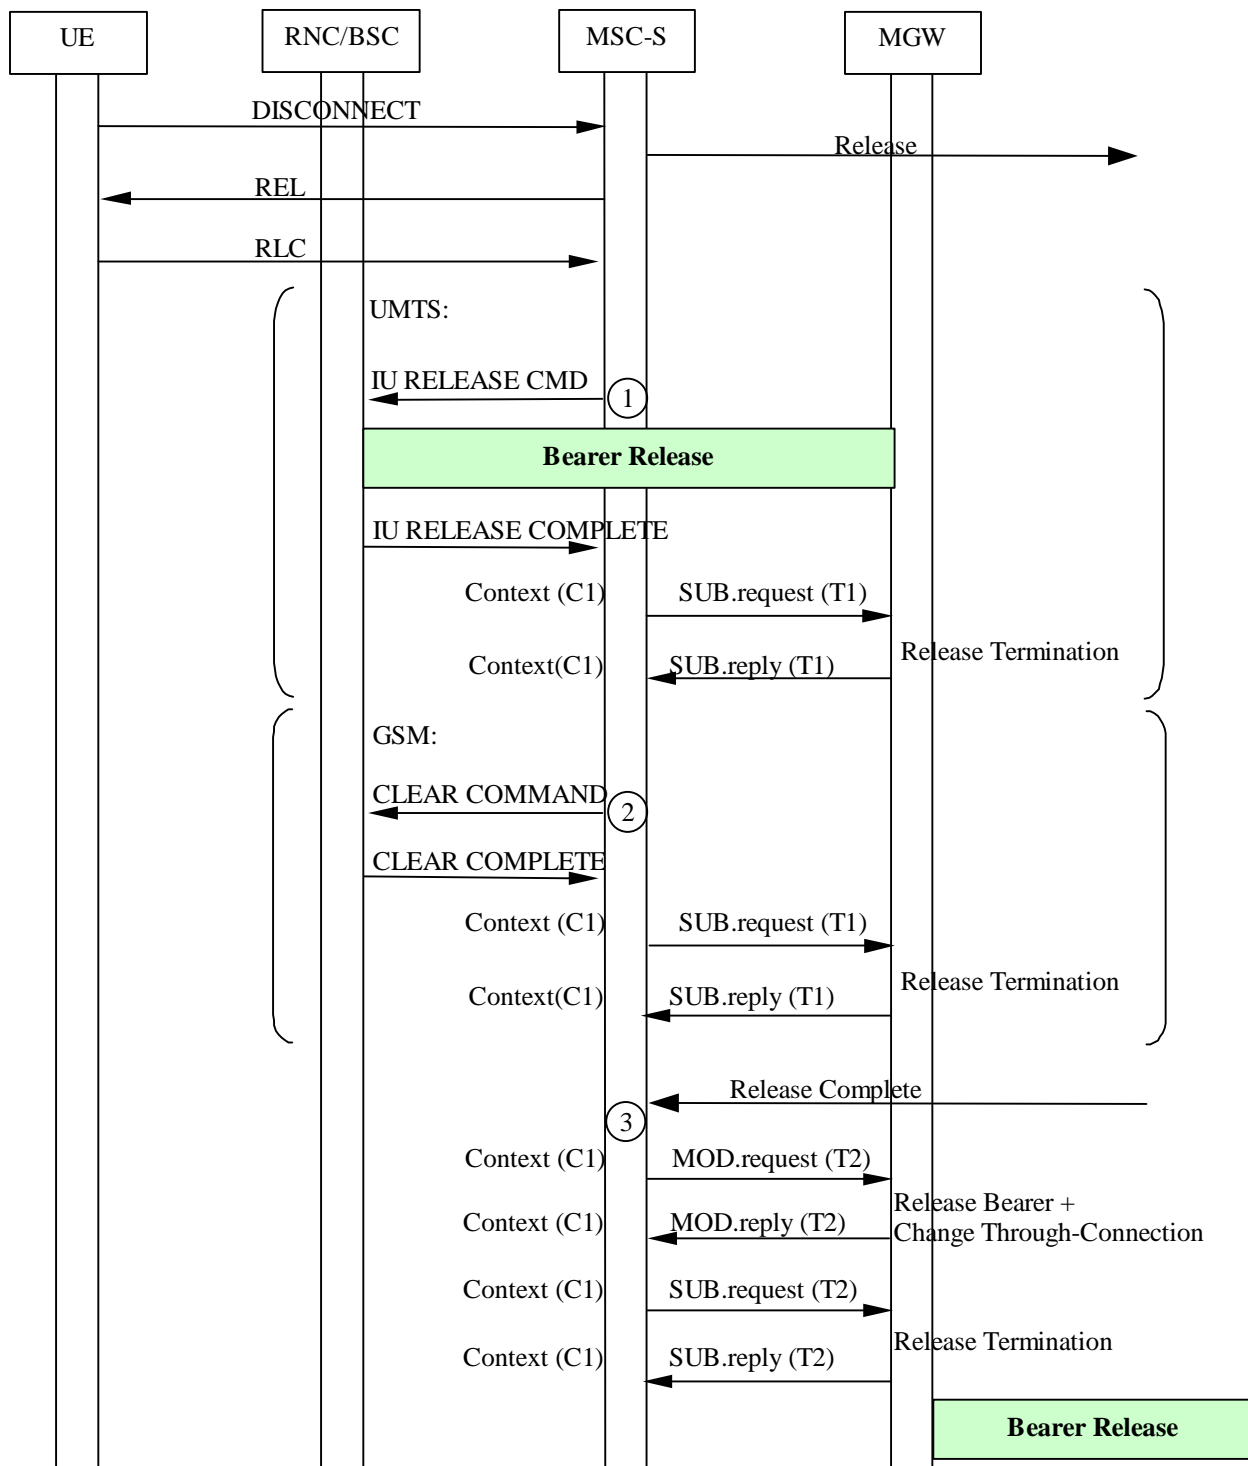 UE
RNC/BSC
MSC-S
MGW
DISCONNECT
Release
REL
RLC
UMTS:
IU RELEASE CMD
1
Bearer Release
IU RELEASE COMPLETE
Context (C1)
SUB.request (T1)
Release Termination
Context(C1)
SUB.reply (T1)
GSM:
CLEAR COMMAND
2
CLEAR COMPLETE
Context (C1)
SUB.request (T1)
Release Termination
Context(C1)
SUB.reply (T1)
Release Complete
3
Context (C1)
MOD.request (T2)
Release Bearer +
Change Through-Connection
Context (C1)
MOD.reply (T2)
Context (C1)
SUB.request (T2)
Release Termination
Context (C1)
SUB.reply (T2)
Bearer Release